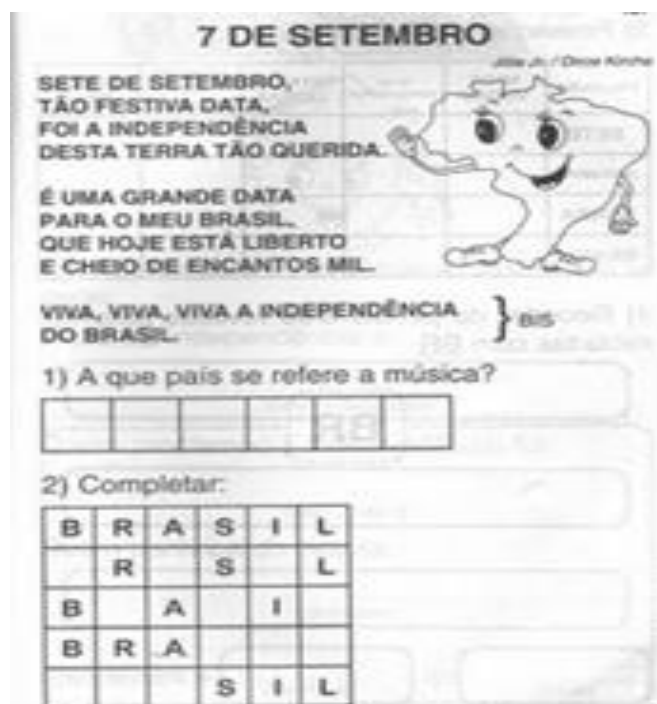 7 DE SETEMBRO
SETE DE SETEMBRO,
TÃO FESTIVA DATA,
FOI A INDEPENDÊNCIA
DESTA TERRA TÃO QUERIDA.
É UMA GRANDE DATA
PARA O MEU BRASIL,
QUE HOJE ESTÁ LIBERTO
E CHEIO DE ENCANTOS MIL.
VIVA, VIVA, VIVA A INDEPENDÊNCIA
DO BRASIL.
BIS
1) A que país se refere a música?
2) Completar:
B R A S I L
R S L
B A I
B R A
S I L